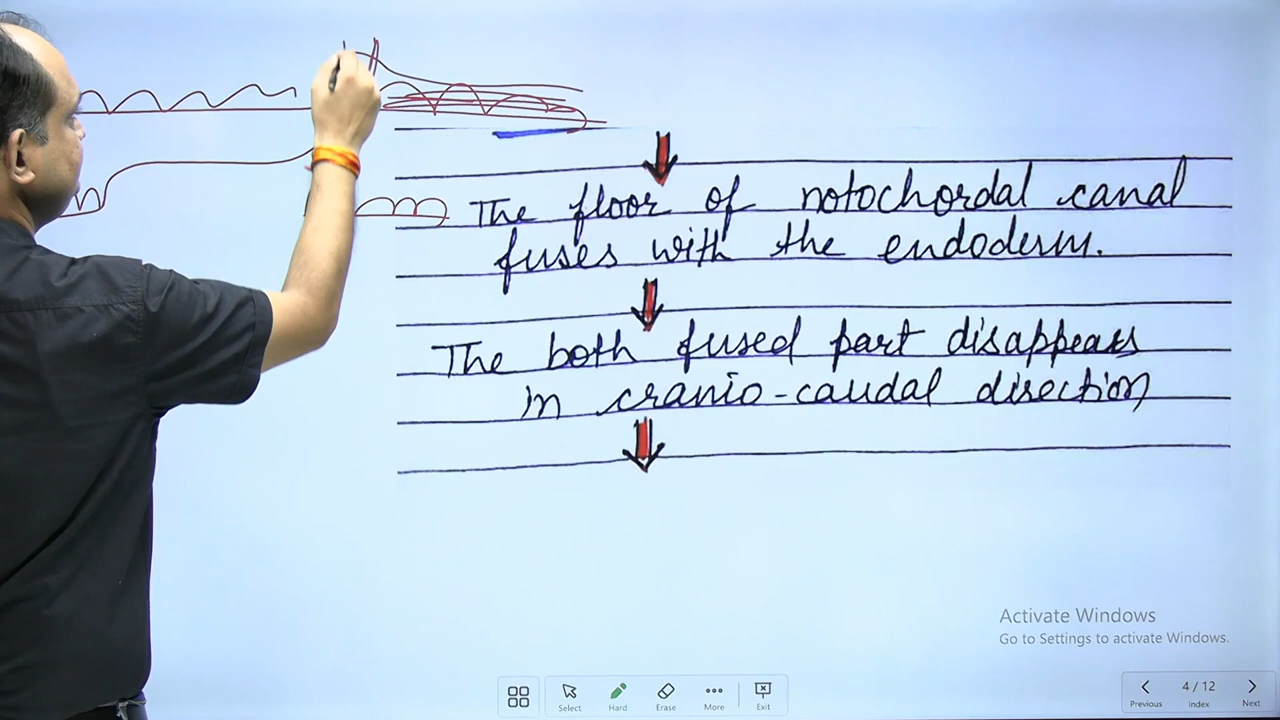 The floor of notochordal canal
fuses with the endoderm.
The both fused part disappears
in cranio-caudal direction
Activate Windows
Go to Settings to activate Windows.
Select
Hard
Erase
More
Exit
Previous
4 / 12
Index
Next